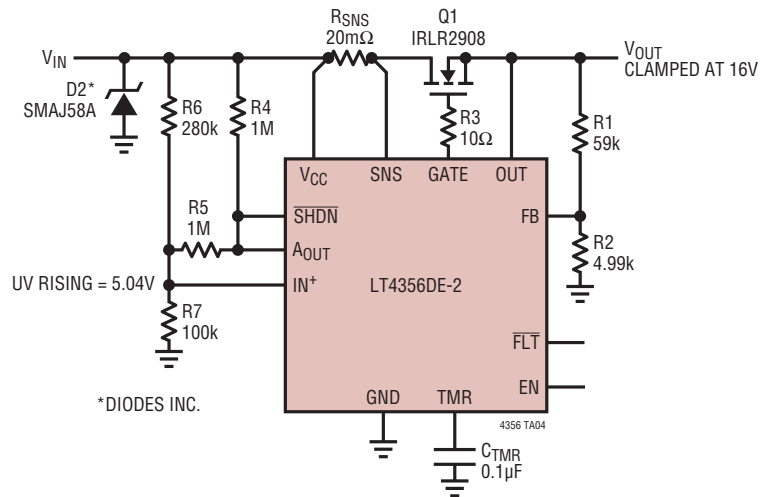 RSNS
20mΩ
Q1
IRLR2908
VIN
VOUT
CLAMPED AT 16V
D2*
SMAJ58A
R6
280k
R4
1M
R3
10Ω
R1
59k
VCC
SNS
GATE
OUT
SHDN
FB
R5
1M
AOUT
R2
4.99k
UV RISING = 5.04V
IN+
LT4356DE-2
R7
100k
FLT
EN
*DIODES INC.
GND
TMR
4356 TA04
CTMR
0.1µF